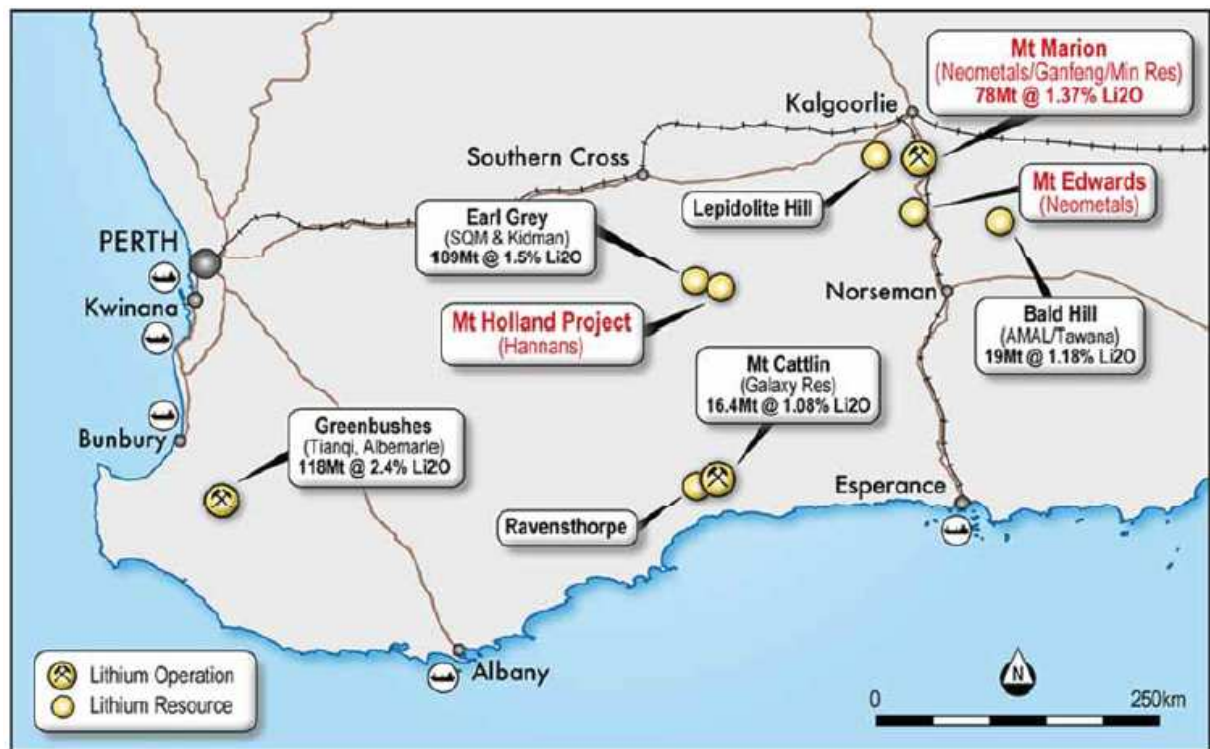 Mt Marion
(Neometals/Ganfeng/Min Res)
78Mt @ 1.37% Li2O
Kalgoorlie
Southern Cross
Lepidolite Hill
Mt Edwards
(Neometals)
Earl Grey
(SQM & Kidman)
109Mt @ 1.5% Li2O
PERTH
Kwinana
Mt Holland Project
(Hannans)
Norseman
Bald Hill
(AMAL/Tawana)
19Mt @ 1.18% Li2O
Mt Cattlin
(Galaxy Res)
16.4Mt @ 1.08% Li2O
Greenbushes
(Tianqi, Albemarle)
118Mt @ 2.4% Li2O
Bunbury
Esperance
Ravensthorpe
Albany
Lithium Operation
Lithium Resource
N
0 250km